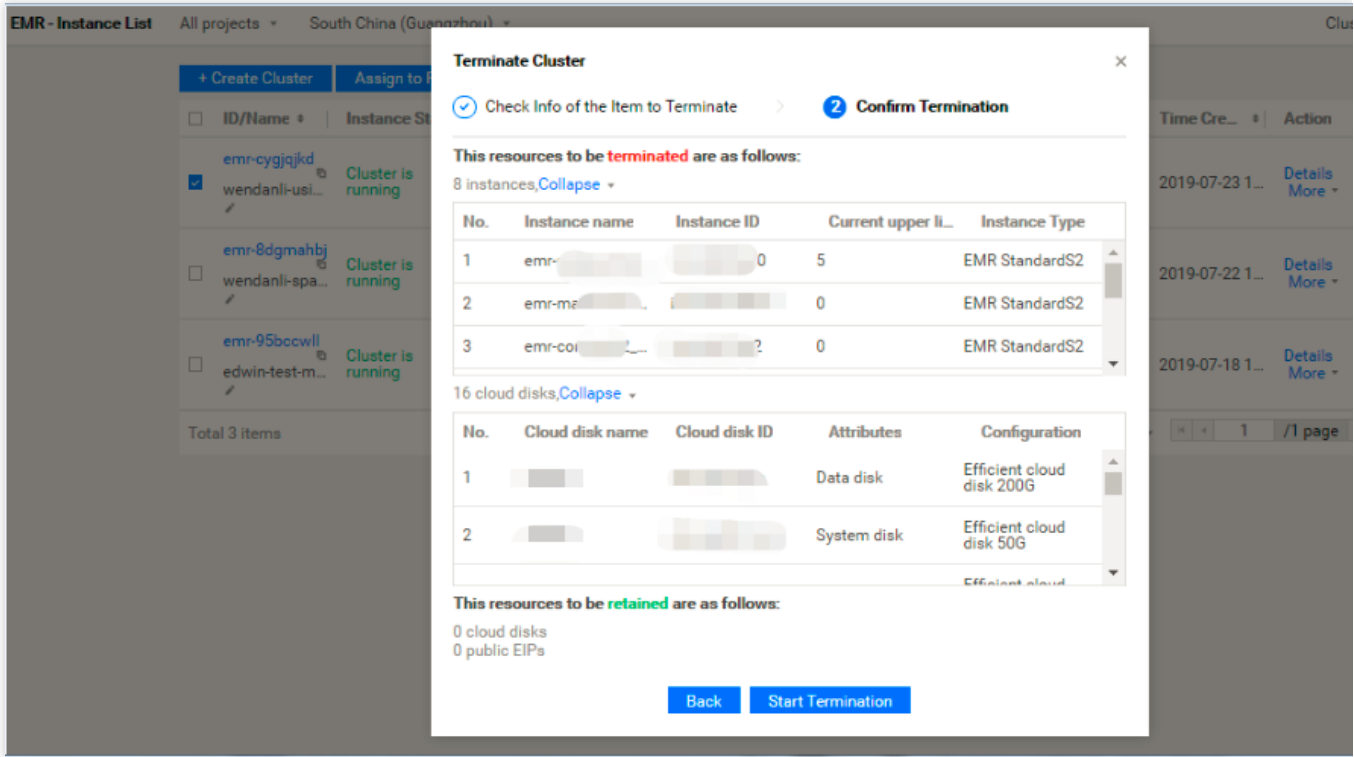 EMR - Instance List All projects South China (Guangzhou) Clus
Terminate Cluster
+ Create Cluster Assign to
Check Info of the Item to Terminate 2 Confirm Termination
ID/Name Instance St Time Cre... Action
This resources to be terminated are as follows:
8 instances,Collapse
emr-cygjqjkd
wendanli-usi...
Cluster is
running
2019-07-23 1...
Details
More
No. Instance name Instance ID Current upper li... Instance Type
1 emr- 0 5 EMR StandardS2
2 emr-ma ... 0 EMR StandardS2
3 emr-co ... 2 0 EMR StandardS2
emr-8dgmahbj
wendanli-spa...
Cluster is
running
2019-07-22 1...
Details
More
emr-95bccwll
edwin-test-m...
Cluster is
running
2019-07-18 1...
Details
More
16 cloud disks,Collapse
Total 3 items 1 /1 page
No. Cloud disk name Cloud disk ID Attributes Configuration
1 Data disk Efficient cloud
disk 200G
2 System disk Efficient cloud
disk 50G
Efficient cloud
This resources to be retained are as follows:
0 cloud disks
0 public EIPs
Back Start Termination